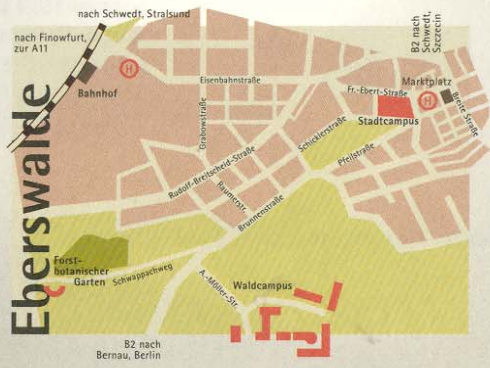 nach Schwedt, Stralsund
nach Finowfurt,
zur A11
B2 nach
Schwedt,
Szczecin
H
Bahnhof
Eisenbahnstraße
Marktplatz
Fr.-Ebert-Straße
H
Breite Straße
Stadtcampus
Grabowstraße
Schicklerstraße
Pfeilstraße
Rudolf-Breitscheid-Straße
Raumerstr.
Brunnenstraße
Eberswalde
Forst-
botanischer
Garten
Schwappachweg
A.-Möller-Str.
Waldcampus
B2 nach
Bernau, Berlin